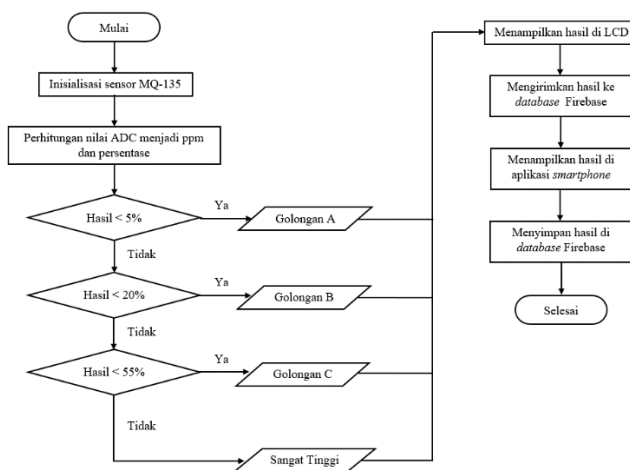 Mulai
Inisialisasi sensor MQ-135
Perhitungan nilai ADC menjadi ppm
dan persentase
Hasil < 5%
Ya
Golongan A
Tidak
Hasil < 20%
Ya
Golongan B
Tidak
Hasil < 55%
Ya
Golongan C
Tidak
Sangat Tinggi
Menampilkan hasil di LCD
Mengirimkan hasil ke
database Firebase
Menampilkan hasil di
aplikasi smartphone
Menyimpan hasil di
database Firebase
Selesai